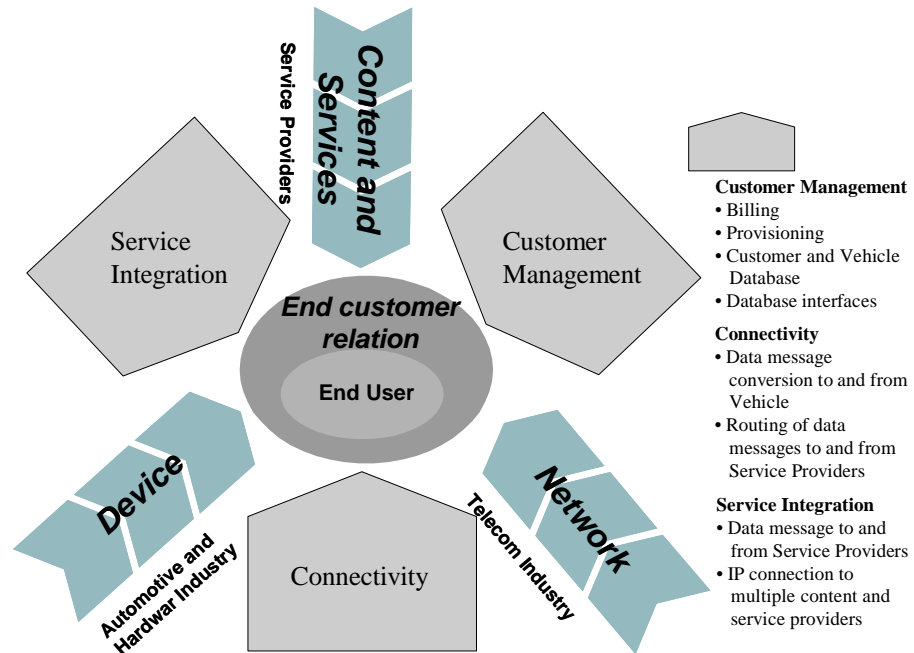 Service Providers
Content and
Services
Service
Integration
Customer
Management
End customer
relation
End User
Device
Automotive and
Hardwar Industry
Connectivity
Network
Telecom Industry
Customer Management
• Billing
• Provisioning
• Customer and Vehicle
Database
• Database interfaces
Connectivity
• Data message
conversion to and from
Vehicle
• Routing of data
messages to and from
Service Providers
Service Integration
• Data message to and
from Service Providers
• IP connection to
multiple content and
service providers